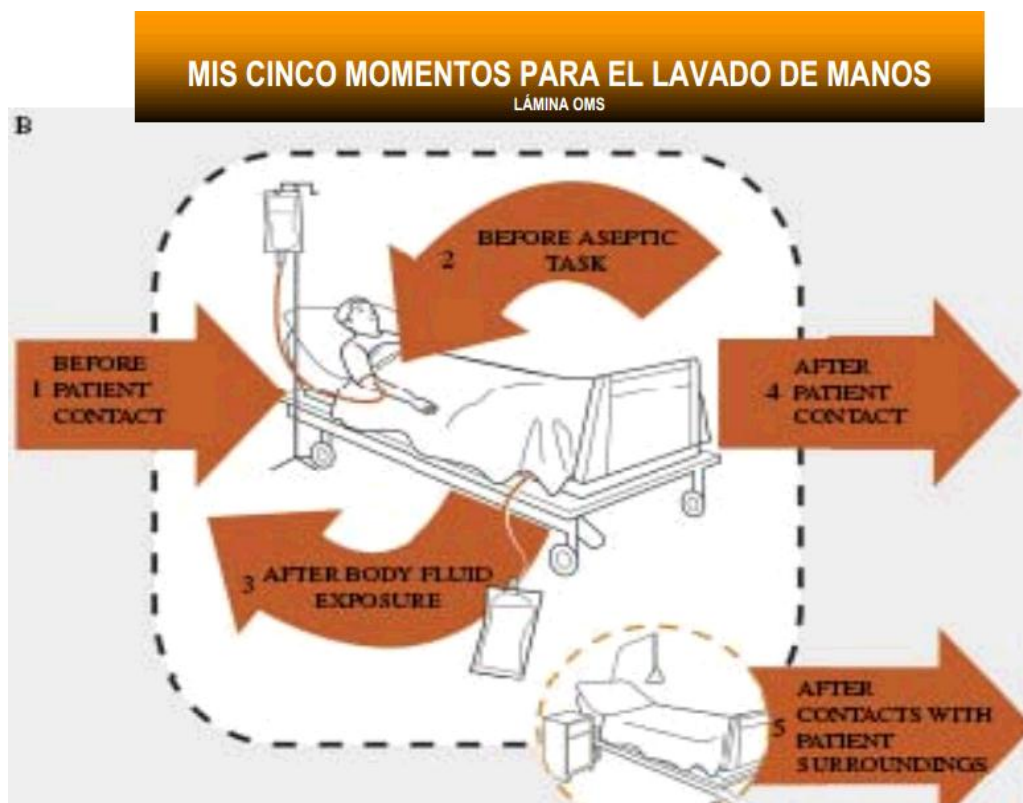 MIS CINCO MOMENTOS PARA EL LAVADO DE MANOS
LÁMINA OMS
B
1 BEFORE
PATIENT
CONTACT
2 BEFORE ASEPTIC
TASK
3 AFTER BODY FLUID
EXPOSURE
4 AFTER
PATIENT
CONTACT
5 AFTER
CONTACTS WITH
PATIENT
SURROUNDINGS